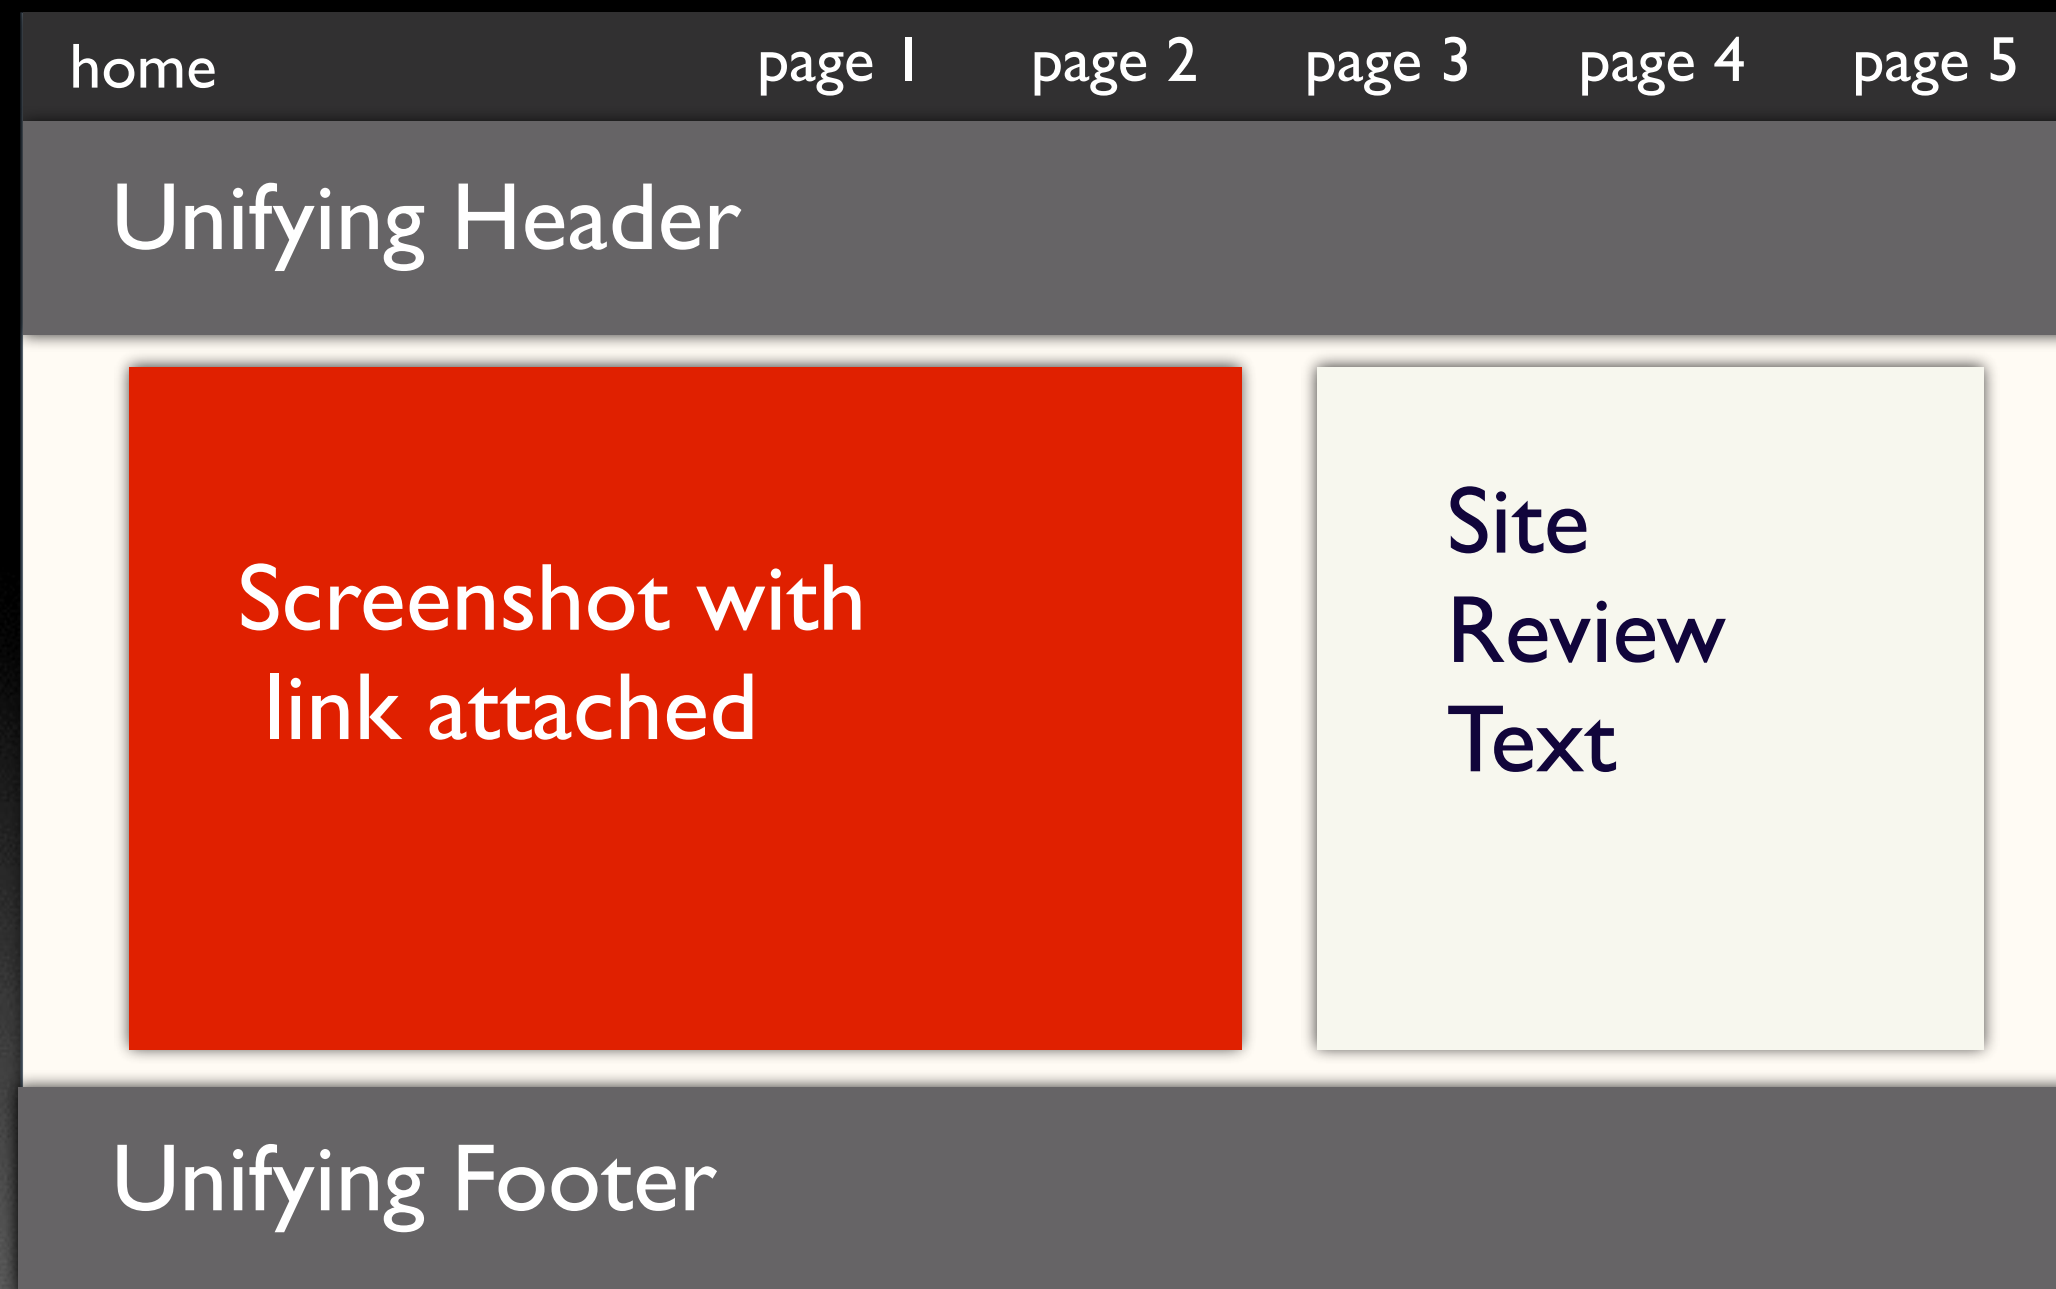 home page 1 page 2 page 3 page 4 page 5
Unifying Header
Screenshot with
link attached
Site
Review
Text
Unifying Footer